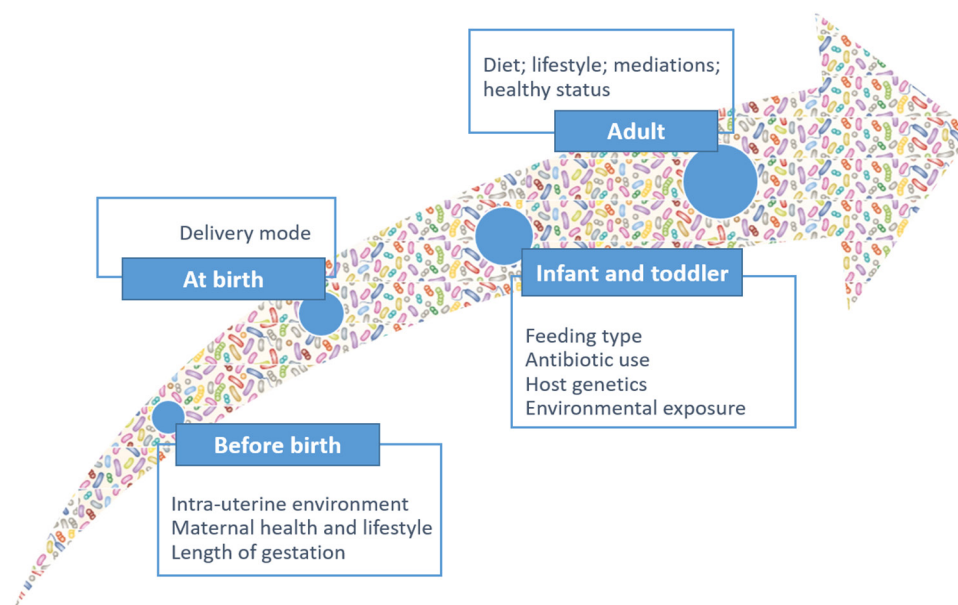 Diet; lifestyle; mediations;
healthy status
Adult
Delivery mode
At birth
Infant and toddler
Feeding type
Antibiotic use
Host genetics
Environmental exposure
Before birth
Intra-uterine environment
Maternal health and lifestyle
Length of gestation